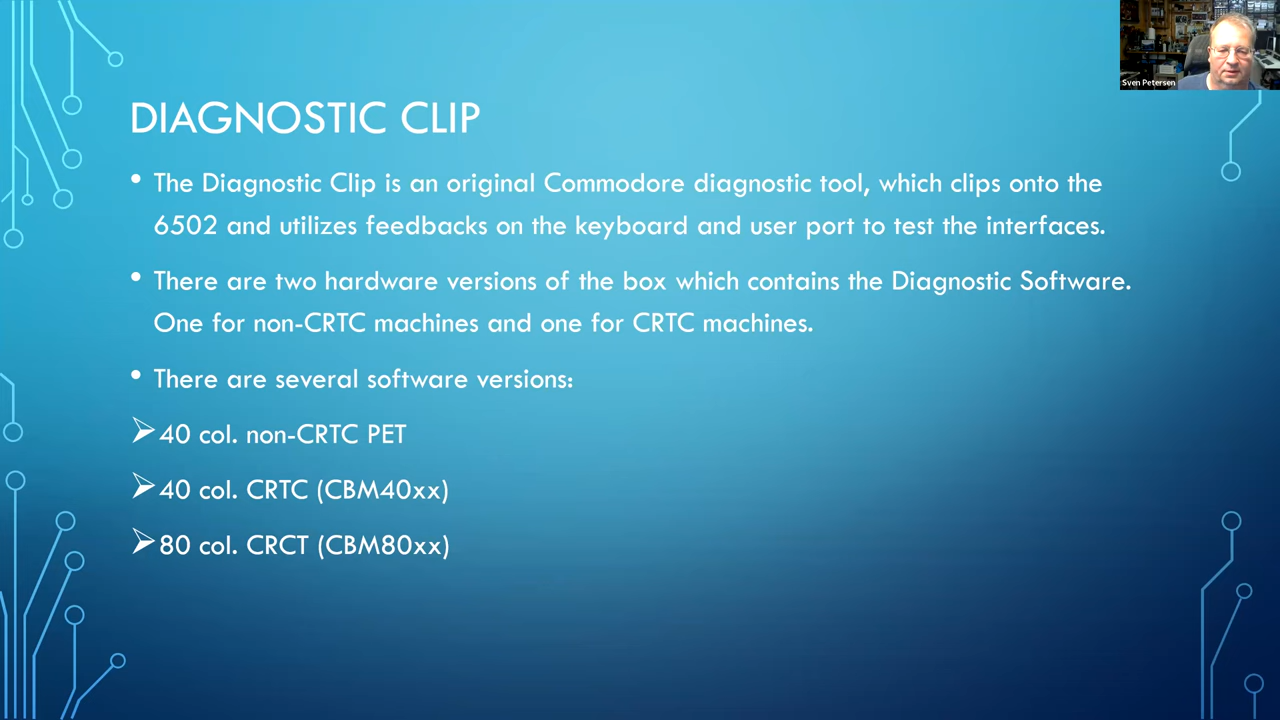 Sven Petersen
DIAGNOSTIC CLIP
• The Diagnostic Clip is an original Commodore diagnostic tool, which clips onto the
6502 and utilizes feedbacks on the keyboard and user port to test the interfaces.
• There are two hardware versions of the box which contains the Diagnostic Software.
One for non-CRTC machines and one for CRTC machines.
• There are several software versions:
➢40 col. non-CRTC PET
➢40 col. CRTC (CBM40xx)
➢80 col. CRCT (CBM80xx)